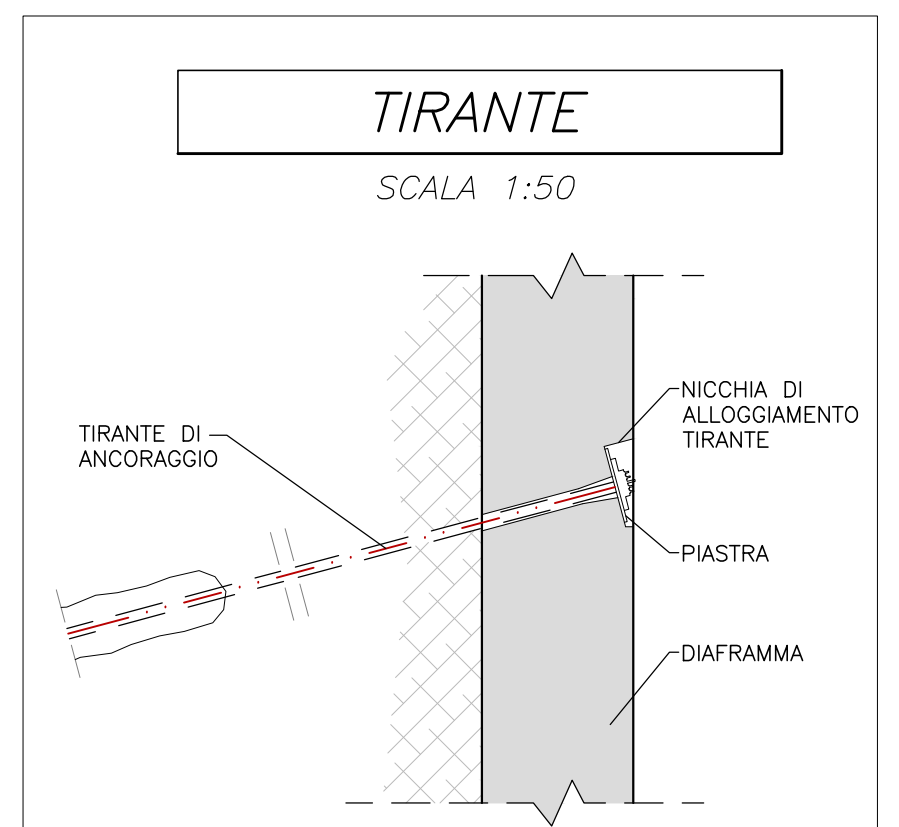 TIRANTE
SCALA 1:50
NICCHIA DI
ALLOGGIAMENTO
TIRANTE
TIRANTE DI
ANCORAGGIO
PIASTRA
DIAFRAMMA